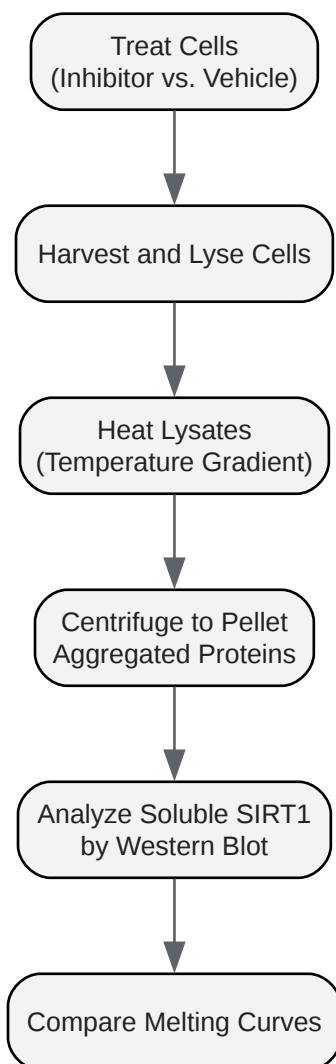 Treat Cells
(Inhibitor vs. Vehicle)
Harvest and Lyse Cells
Heat Lysates
(Temperature Gradient)
Centrifuge to Pellet
Aggregated Proteins
Analyze Soluble SIRT1
by Western Blot
Compare Melting Curves